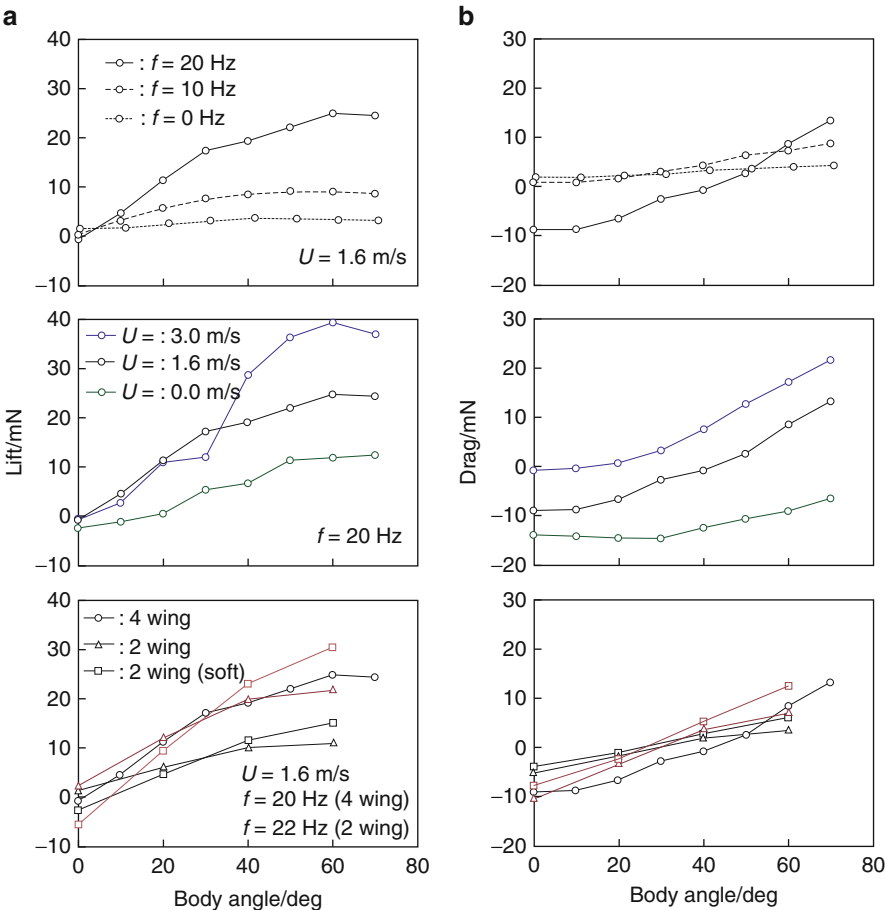 a
b
40
30
20
10
0
−10
: f = 20 Hz
: f = 10 Hz
: f = 0 Hz
U = 1.6 m/s
30
20
10
0
−10
−20
40
30
20
10
0
−10
U = : 3.0 m/s
U = : 1.6 m/s
U = : 0.0 m/s
f = 20 Hz
Lift/mN
30
20
10
0
−10
−20
Drag/mN
40
30
20
10
0
−10
: 4 wing
: 2 wing
: 2 wing (soft)
U = 1.6 m/s
f = 20 Hz (4 wing)
f = 22 Hz (2 wing)
0 20 40 60 80
Body angle/deg
30
20
10
0
−10
−20
0 20 40 60 80
Body angle/deg